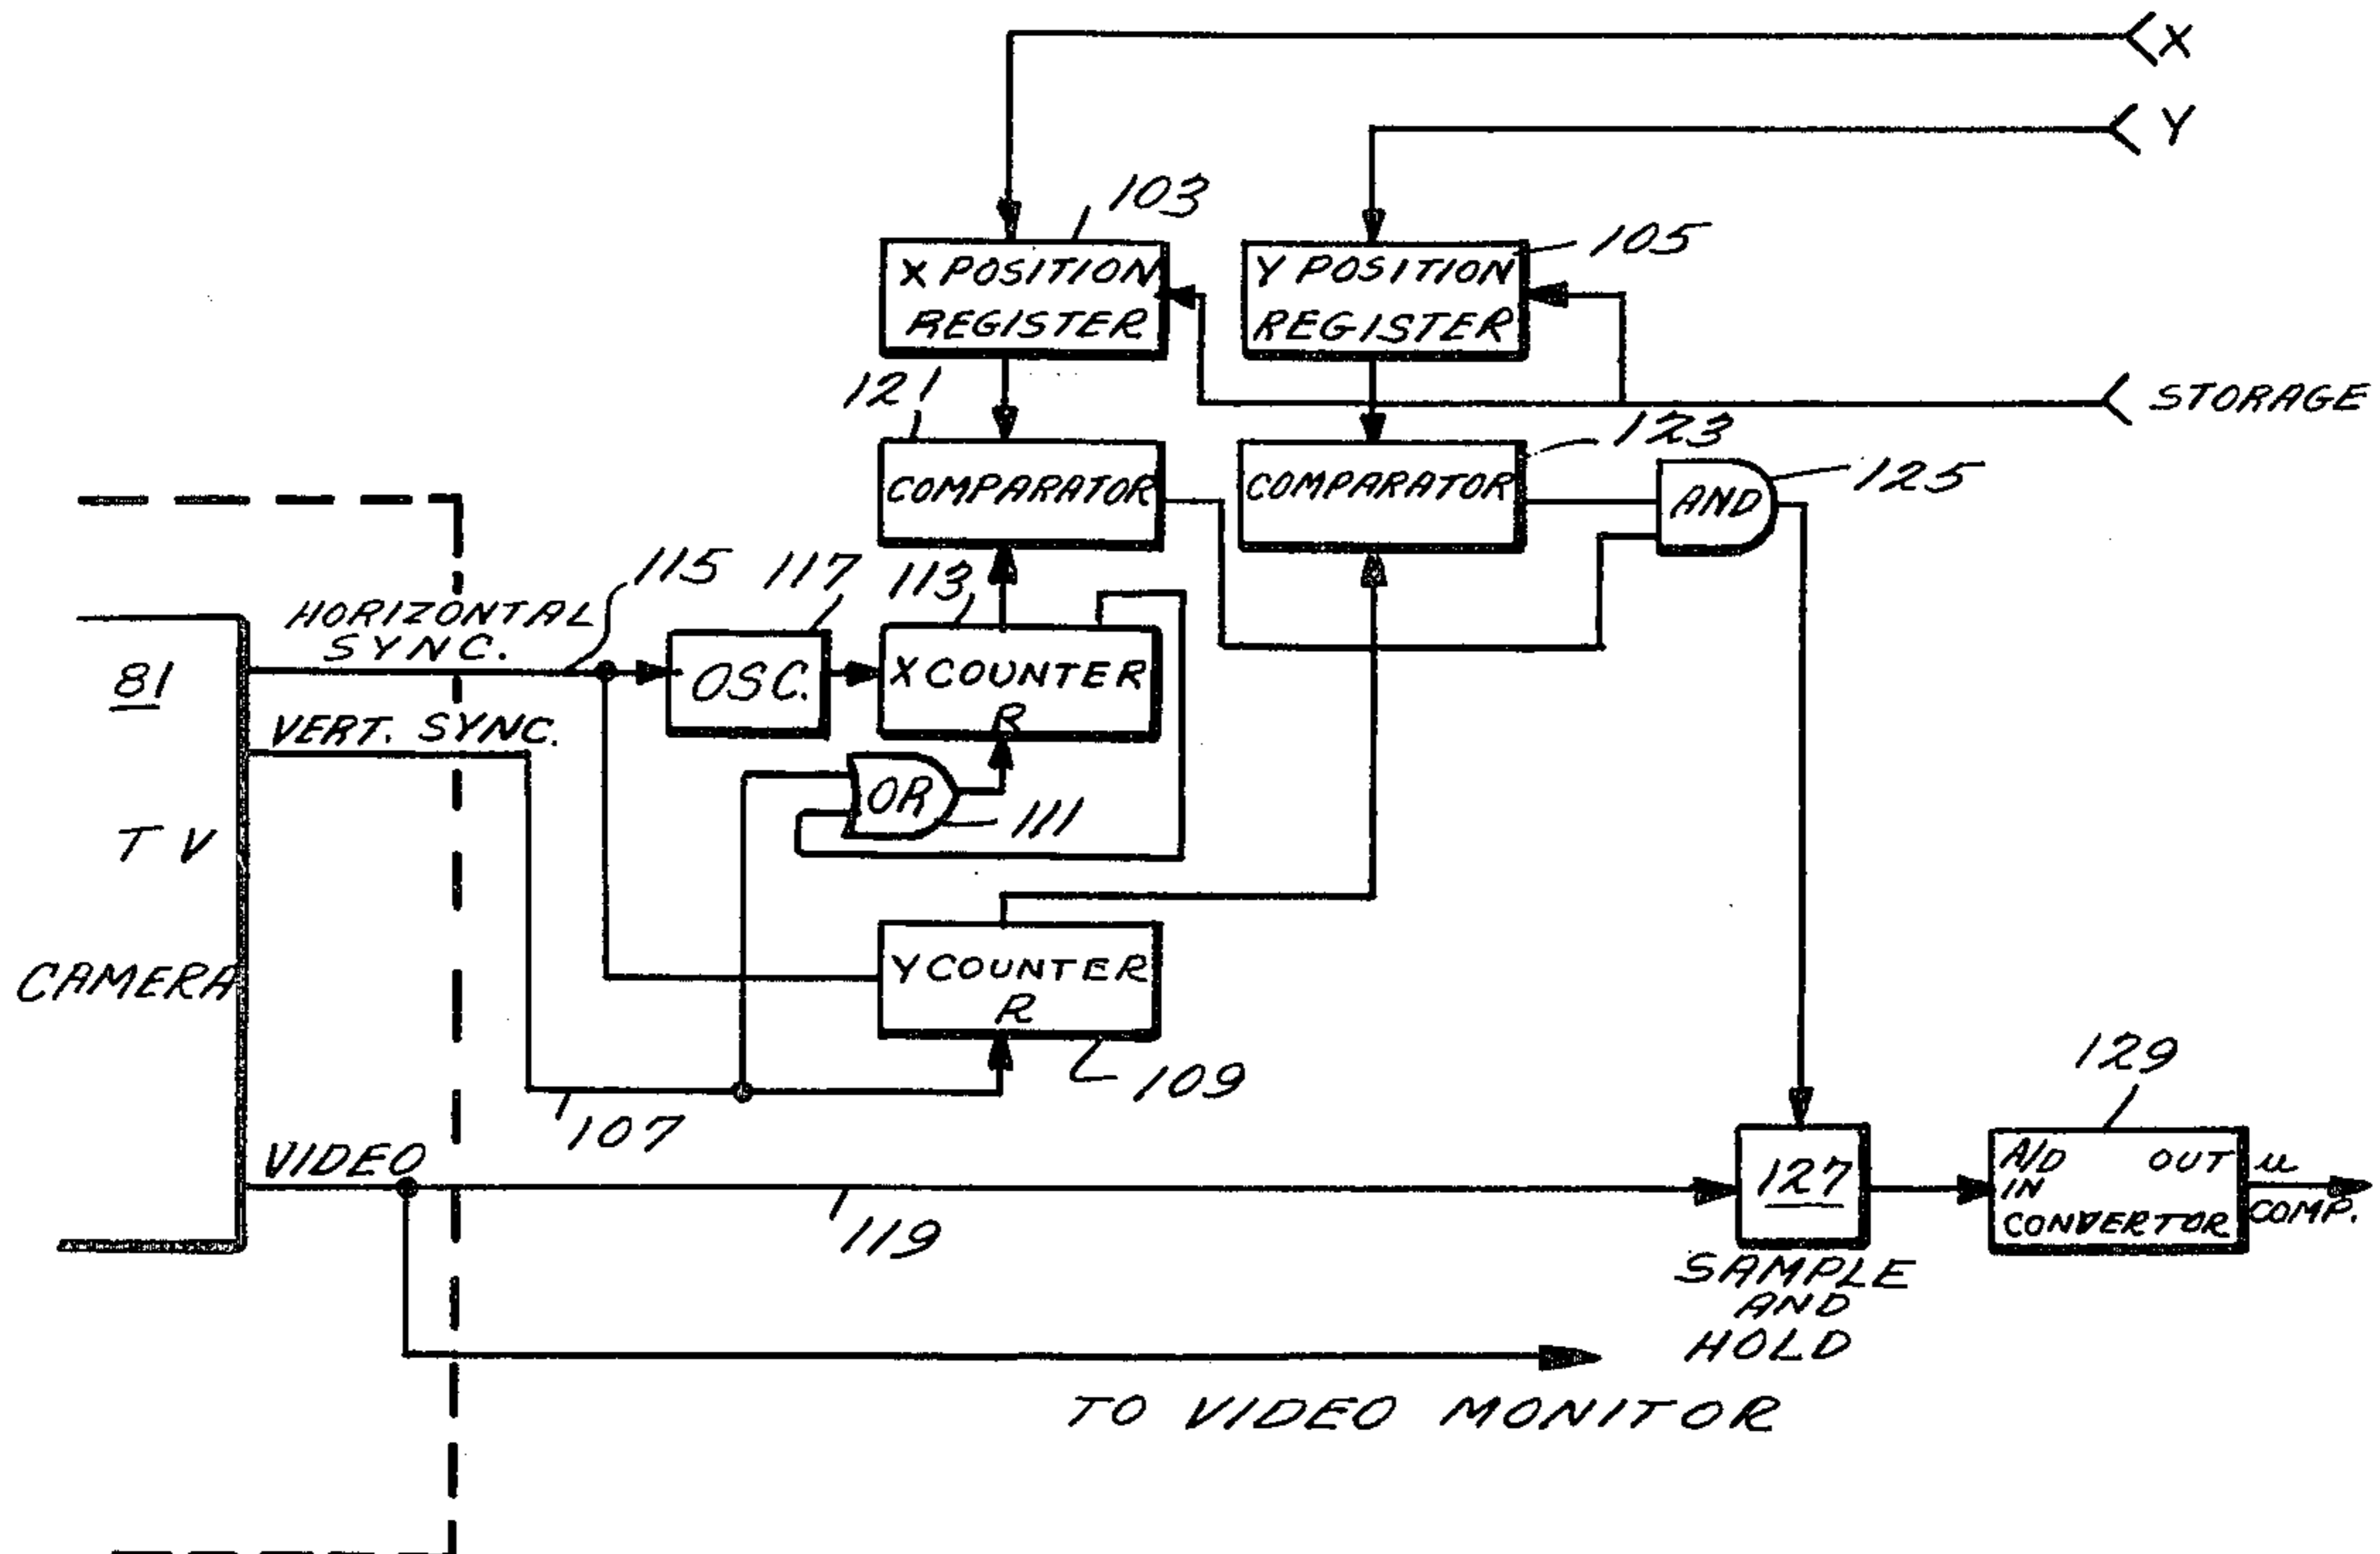 X
Y
103
105
X POSITION
REGISTER
Y POSITION
REGISTER
STORAGE
121
123
COMPARATOR
COMPARATOR
AND
125
115
117
113
HORIZONTAL
SYNC.
OSC.
X COUNTER
R
81
VERT. SYNC.
OR
111
TV
CAMERA
Y COUNTER
R
109
107
VIDEO
119
127
SAMPLE
AND
HOLD
129
A/D OUT
IN
CONVERTOR
u
COMP.
TO VIDEO MONITOR